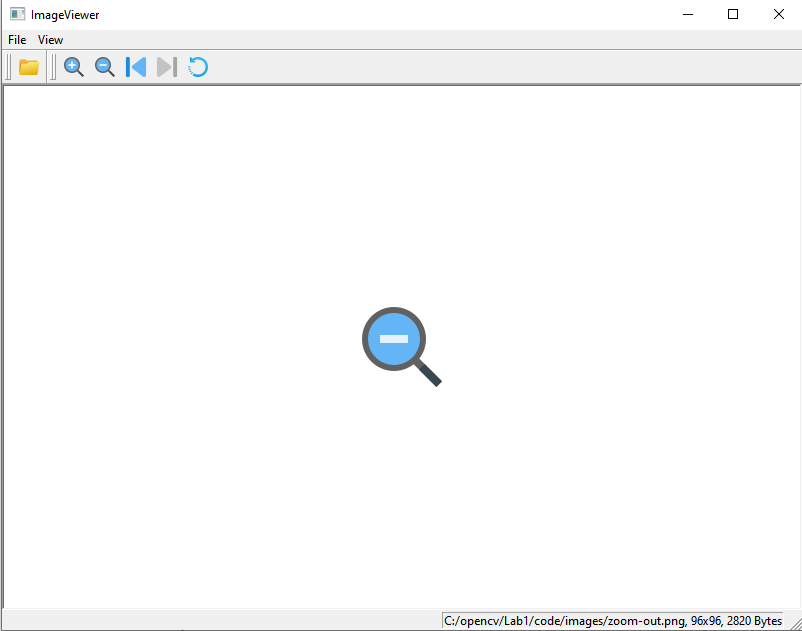 ImageViewer
File View
C:/opencv/Lab1/code/images/zoom-out.png, 96x96, 2820 Bytes